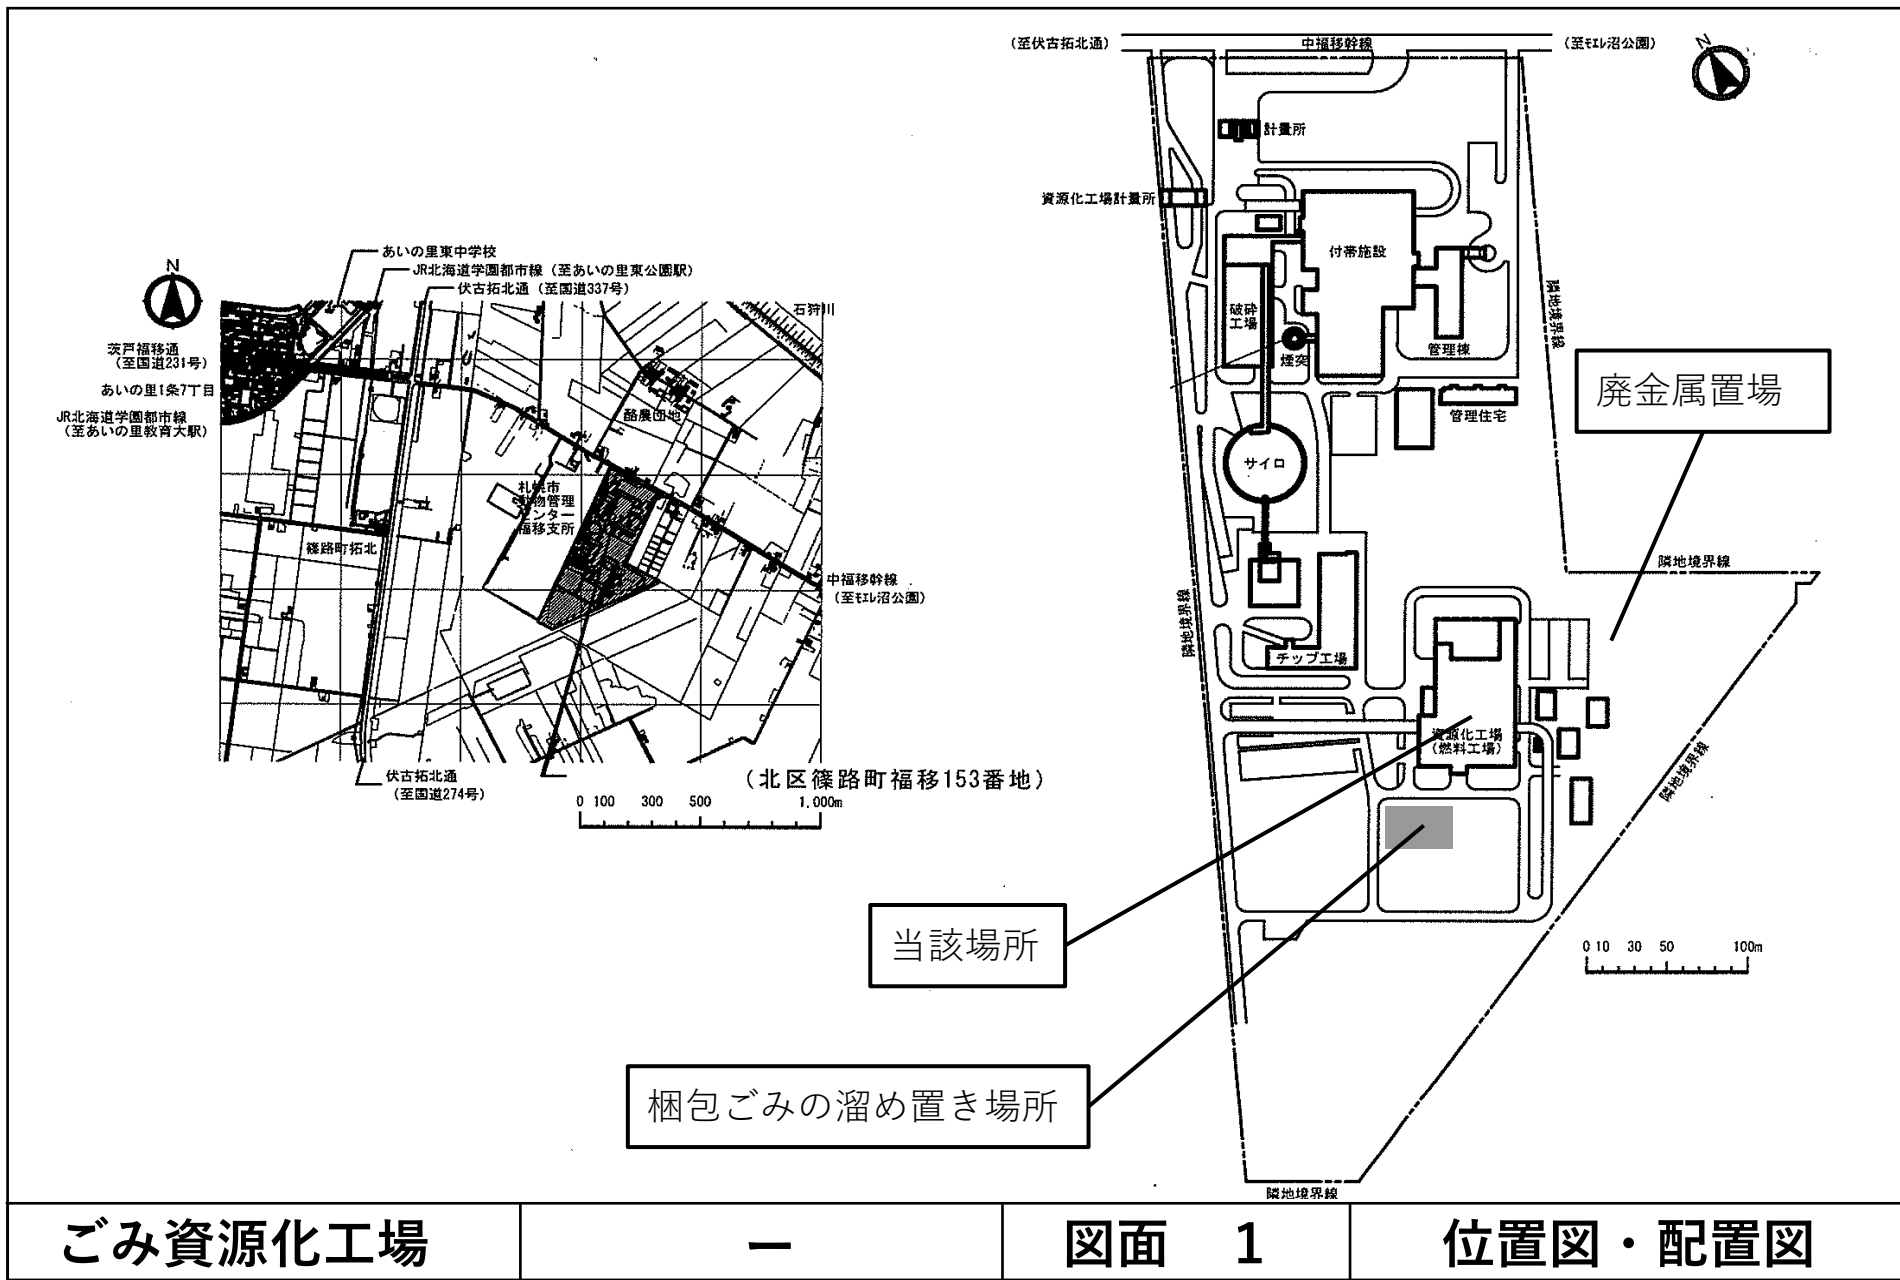 (至伏古拓北通)
中福移幹線
(至モエレ沼公園)
N
計量所
資源化工場計量所
付帯施設
破砕
工場
煙突
管理棟
隣地境界線
管理住宅
廃金属置場
サイロ
隣地境界線
隣地境界線
チップ工場
資源化工場
(燃料工場)
隣地境界線
当該場所
0 10 30 50 100m
梱包ごみの溜め置き場所
隣地境界線
N
あいの里東中学校
JR北海道学園都市線(至あいの里東公園駅)
伏古拓北通(至国道337号)
石狩川
茨戸福移通
(至国道231号)
あいの里1条7丁目
JR北海道学園都市線
(至あいの里教育大駅)
酪農団地
札幌市
動物管理
センター
福移支所
篠路町拓北
中福移幹線
(至モエレ沼公園)
伏古拓北通
(至国道274号)
(北区篠路町福移153番地)
0 100 300 500 1,000m
ごみ資源化工場
ー
図面 1
位置図・配置図